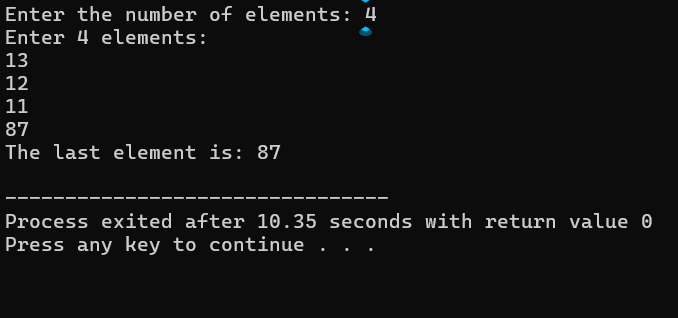 Enter the number of elements: 4
Enter 4 elements:
13
12
11
87
The last element is: 87
--------------------------------
Process exited after 10.35 seconds with return value 0
Press any key to continue . . .